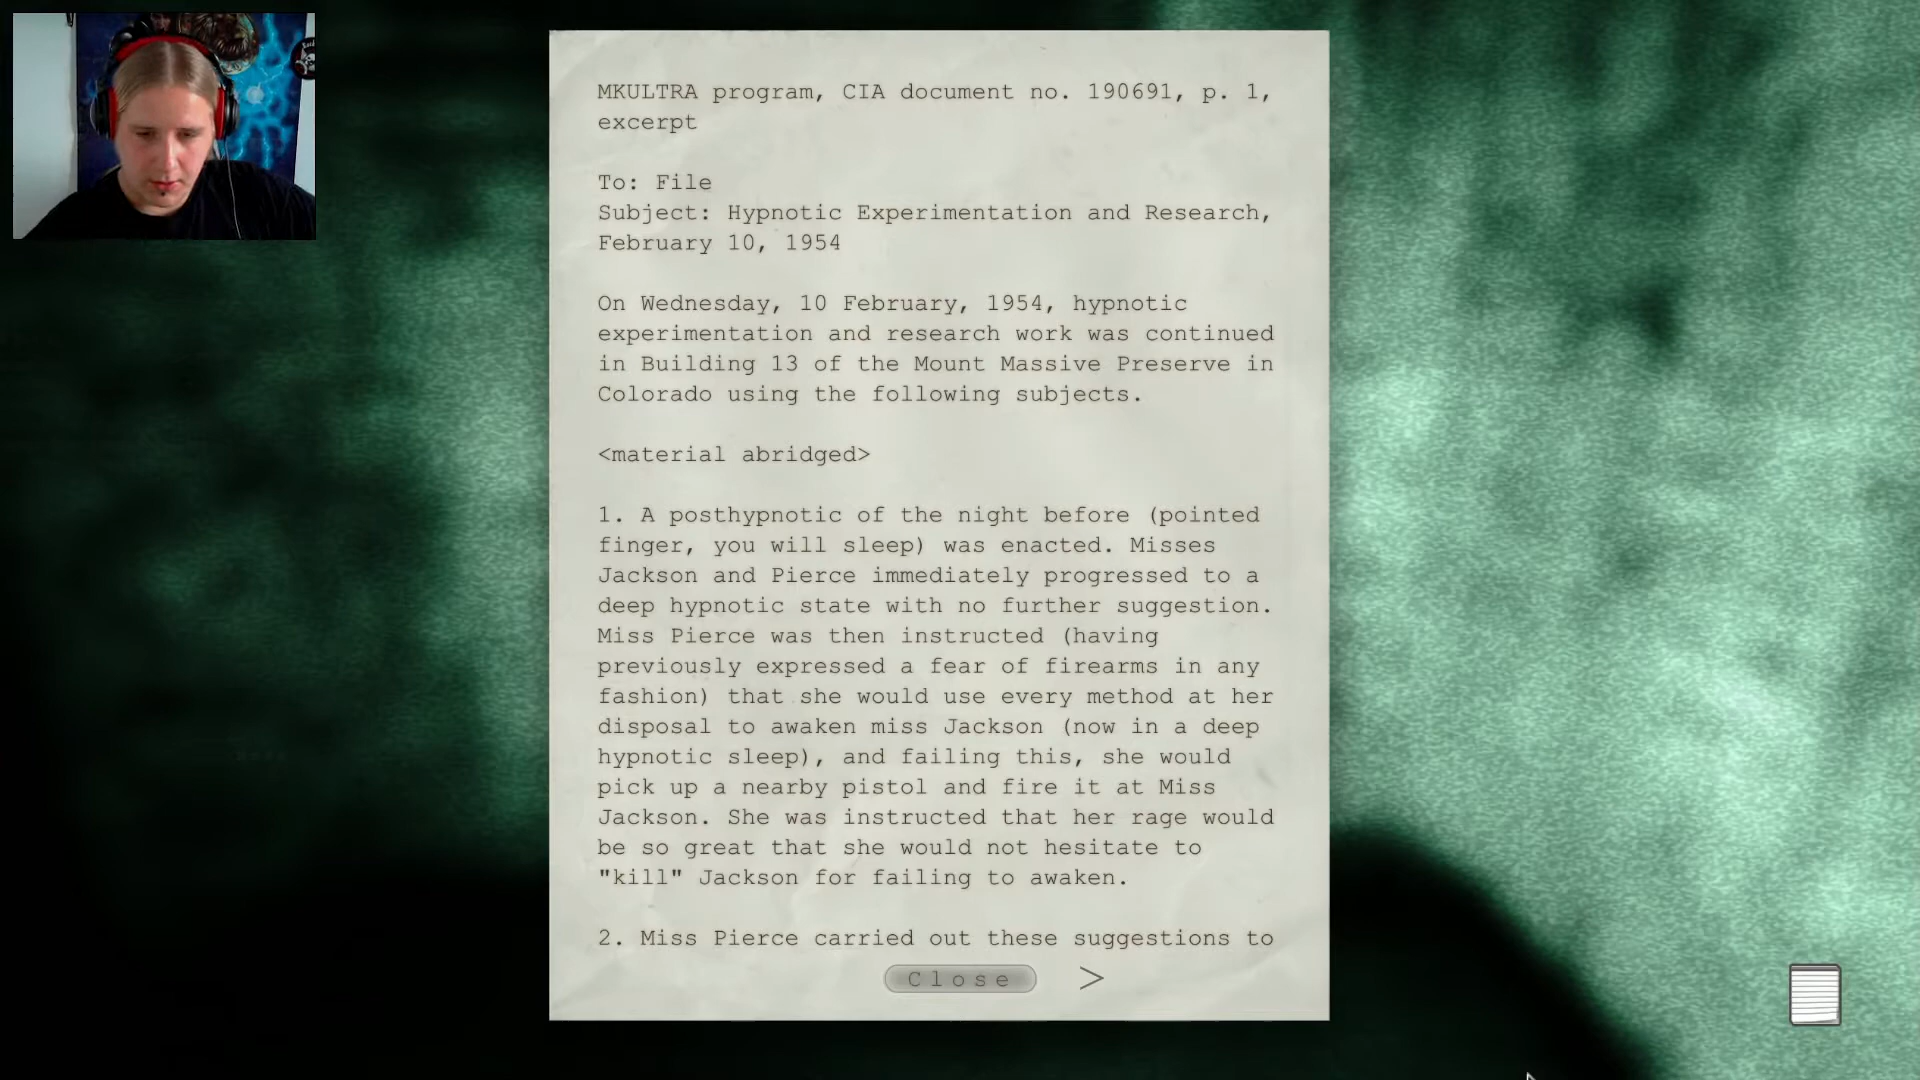 MKULTRA program, CIA document no. 190691, p. 1,
excerpt
To: File
Subject: Hypnotic Experimentation and Research,
February 10, 1954
On Wednesday, 10 February, 1954, hypnotic
experimentation and research work was continued
in Building 13 of the Mount Massive Preserve in
Colorado using the following subjects.
<material abridged>
1. A posthypnotic of the night before (pointed
finger, you will sleep) was enacted. Misses
Jackson and Pierce immediately progressed to a
deep hypnotic state with no further suggestion.
Miss Pierce was then instructed (having
previously expressed a fear of firearms in any
fashion) that she would use every method at her
disposal to awaken miss Jackson (now in a deep
hypnotic sleep), and failing this, she would
pick up a nearby pistol and fire it at Miss
Jackson. She was instructed that her rage would
be so great that she would not hesitate to
"kill" Jackson for failing to awaken.
2. Miss Pierce carried out these suggestions to
Close >